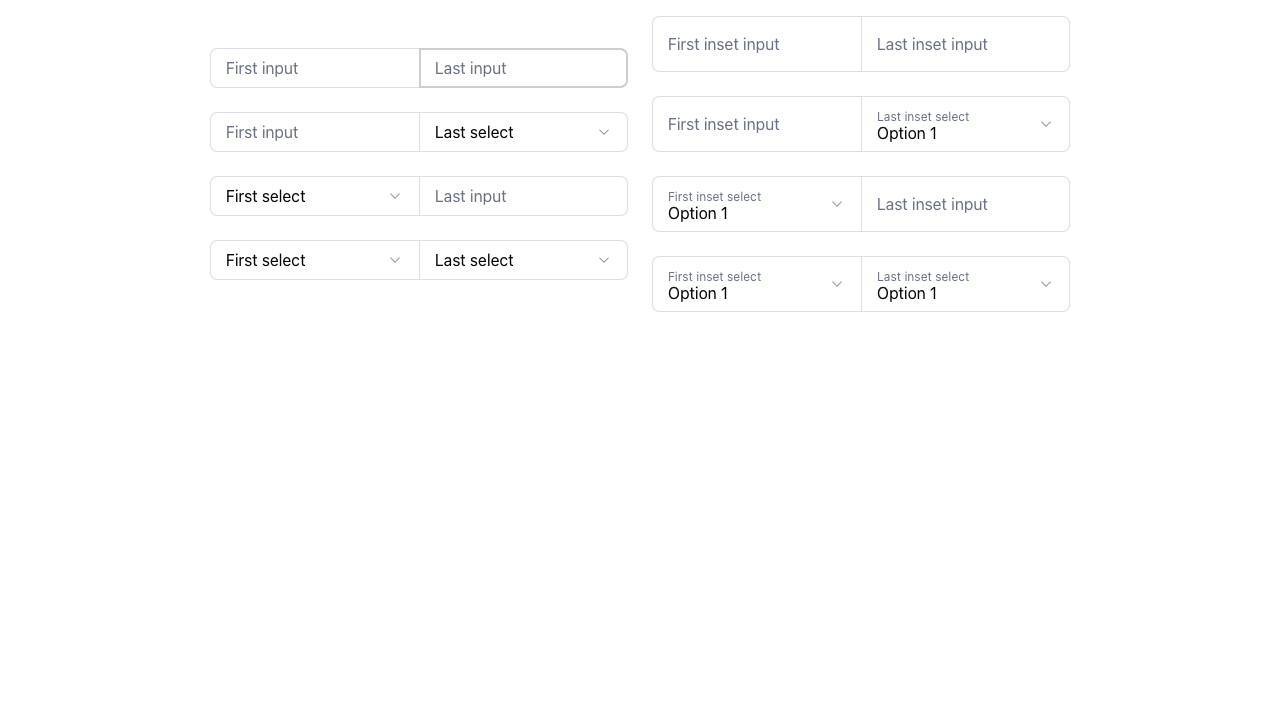 First input
Last input
First input
Last select
First select
Last input
First select
Last select
First inset input
Last inset input
First inset input
Last inset select
Option 1
First inset select
Option 1
Last inset input
First inset select
Option 1
Last inset select
Option 1